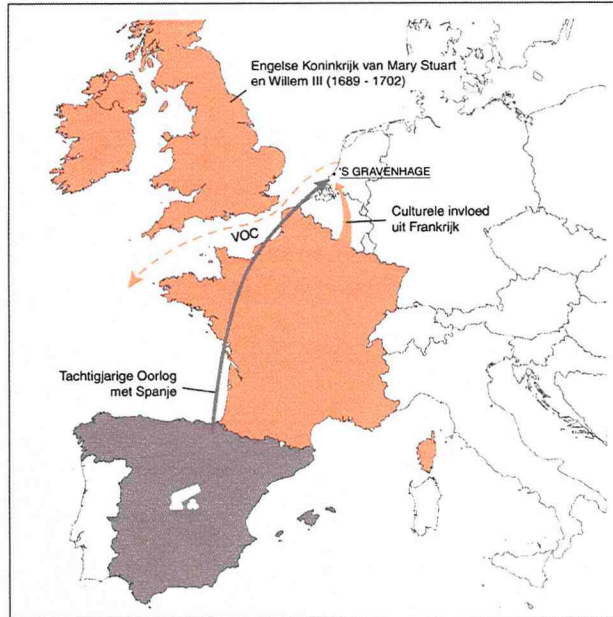 Engelse Koninkrijk van Mary Stuart
en Willem III (1689 - 1702)
'S GRAVENHAGE
Culturele invloed
uit Frankrijk
VOC
Tachtigjarige Oorlog
met Spanje